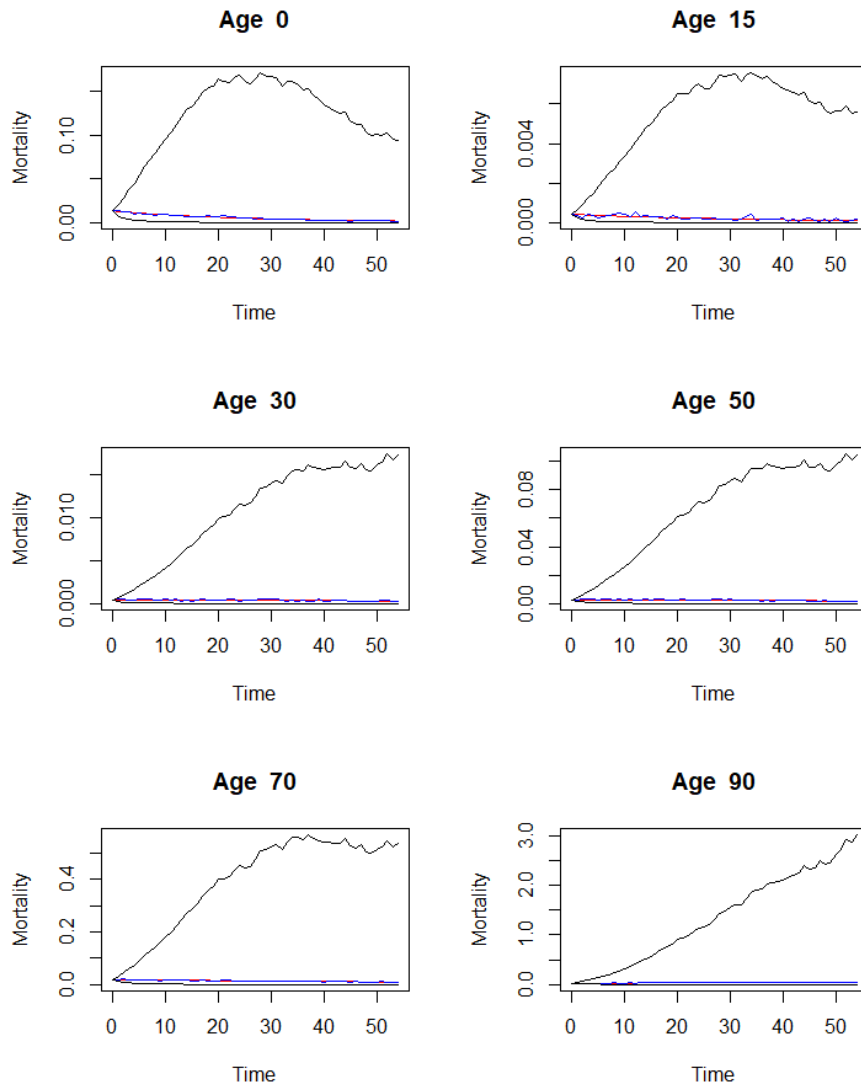 Age 0
Mortality
0.00 0.10
0 10 20 30 40 50
Time
Age 15
Mortality
0.000 0.004
0 10 20 30 40 50
Time
Age 30
Mortality
0.000 0.010
0 10 20 30 40 50
Time
Age 50
Mortality
0.00 0.04 0.08
0 10 20 30 40 50
Time
Age 70
Mortality
0.0 0.2 0.4
0 10 20 30 40 50
Time
Age 90
Mortality
0.0 1.0 2.0 3.0
0 10 20 30 40 50
Time